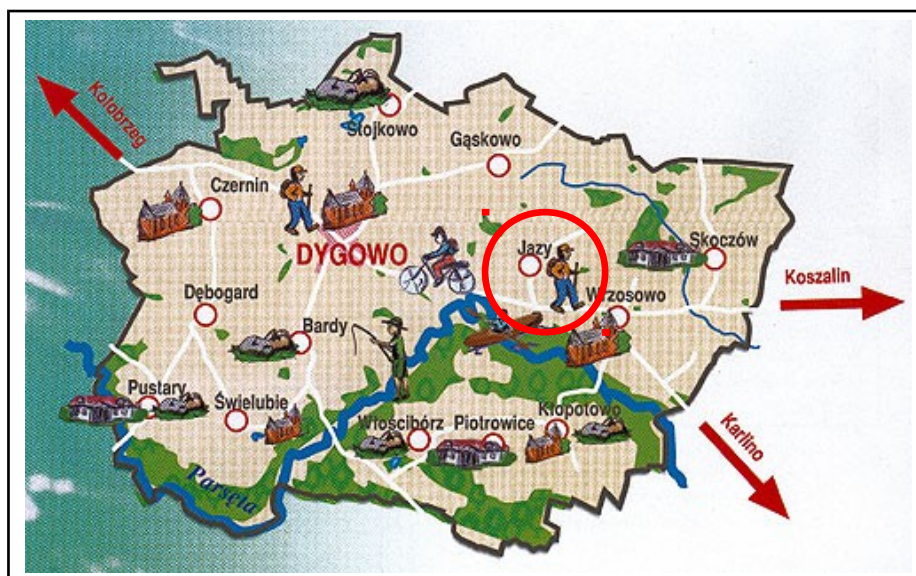 Kołobrzeg
Stojkowo
Gąskowo
Czernin
DYGOWO
Jazy
Skoczów
Koszalin
Dębogard
Wrzosowo
Bardy
Pustary
Świelubie
Włościbórz
Piotrowice
Kłopotowo
Karlino
Parsęta